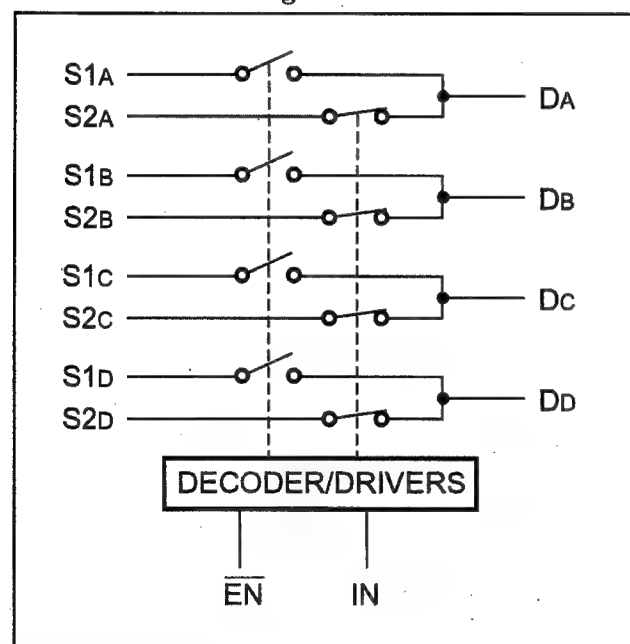 S1A
DA
S2A
S1B
DB
S2B
S1C
DC
S2C
S1D
DD
S2D
DECODER/DRIVERS
EN IN